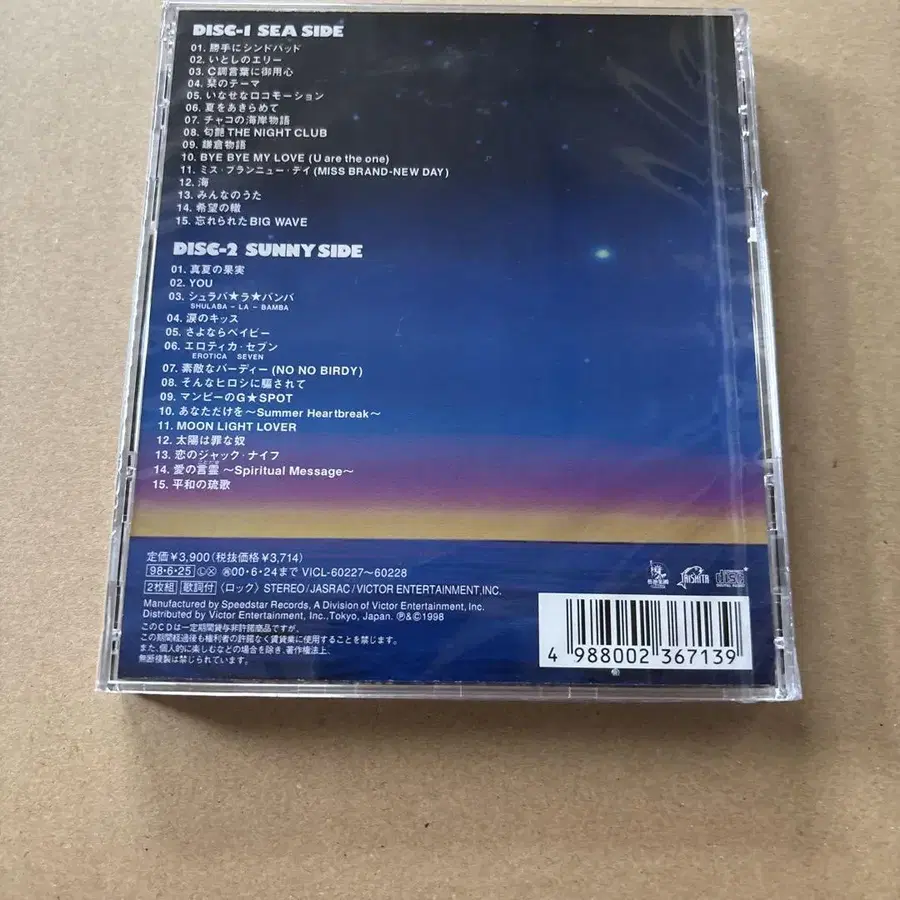 DISC-1 SEA SIDE
01. 勝手にシンドバッド
02. いとしのエリー
03. C調言葉に御用心
04. 栞のテーマ
05. いなせなロコモーション
06. 夏をあきらめて
07. チャコの海岸物語
08. 匂艶THE NIGHT CLUB
09. 鎌倉物語
10. BYE BYE MY LOVE (U are the one)
11. ミス・ブランニュー・デイ(MISS BRAND-NEW DAY)
12. 海
13. みんなのうた
14. 希望の轍
15. 忘れられたBIG WAVE
DISC-2 SUNNY SIDE
01. 真夏の果実
02. YOU
03. シュラバ★ラ★バンバ
SHULABA - LA - BAMBA
04. 涙のキッス
05. さよならベイビー
06. エロティカ・セブン
EROTICA SEVEN
07. 素敵なバーディー(NO NO BIRDY)
08. そんなヒロシに騙されて
09. マンピーのG★SPOT
10. あなただけを〜Summer Heartbreak〜
11. MOON LIGHT LOVER
12. 太陽は罪な奴
13. 恋のジャック・ナイフ
14. 愛の言霊 〜Spiritual Message〜
15. 平和の琉歌
定価¥3,900(税抜価格¥3,714)
98・6・25 Ⓛ 00・6・24まで VICL-60227〜60228
2枚組 歌詞付 〈ロック〉 STEREO/JASRAC/VICTOR ENTERTAINMENT,INC.
Manufactured by Speedstar Records, A Division of Victor Entertainment, Inc.
Distributed by Victor Entertainment, Inc.,Tokyo, Japan. ℗&©1998
このCDは一定期間貸与非許諾商品ですが、
この期間経過後も権利者の許諾なく賃貸業に使用することを禁じます。
また、個人的に楽しむなどの場合を除き、著作権法上、
無断複製は禁じられています。
TAISHITA
disc
4 988002 367139